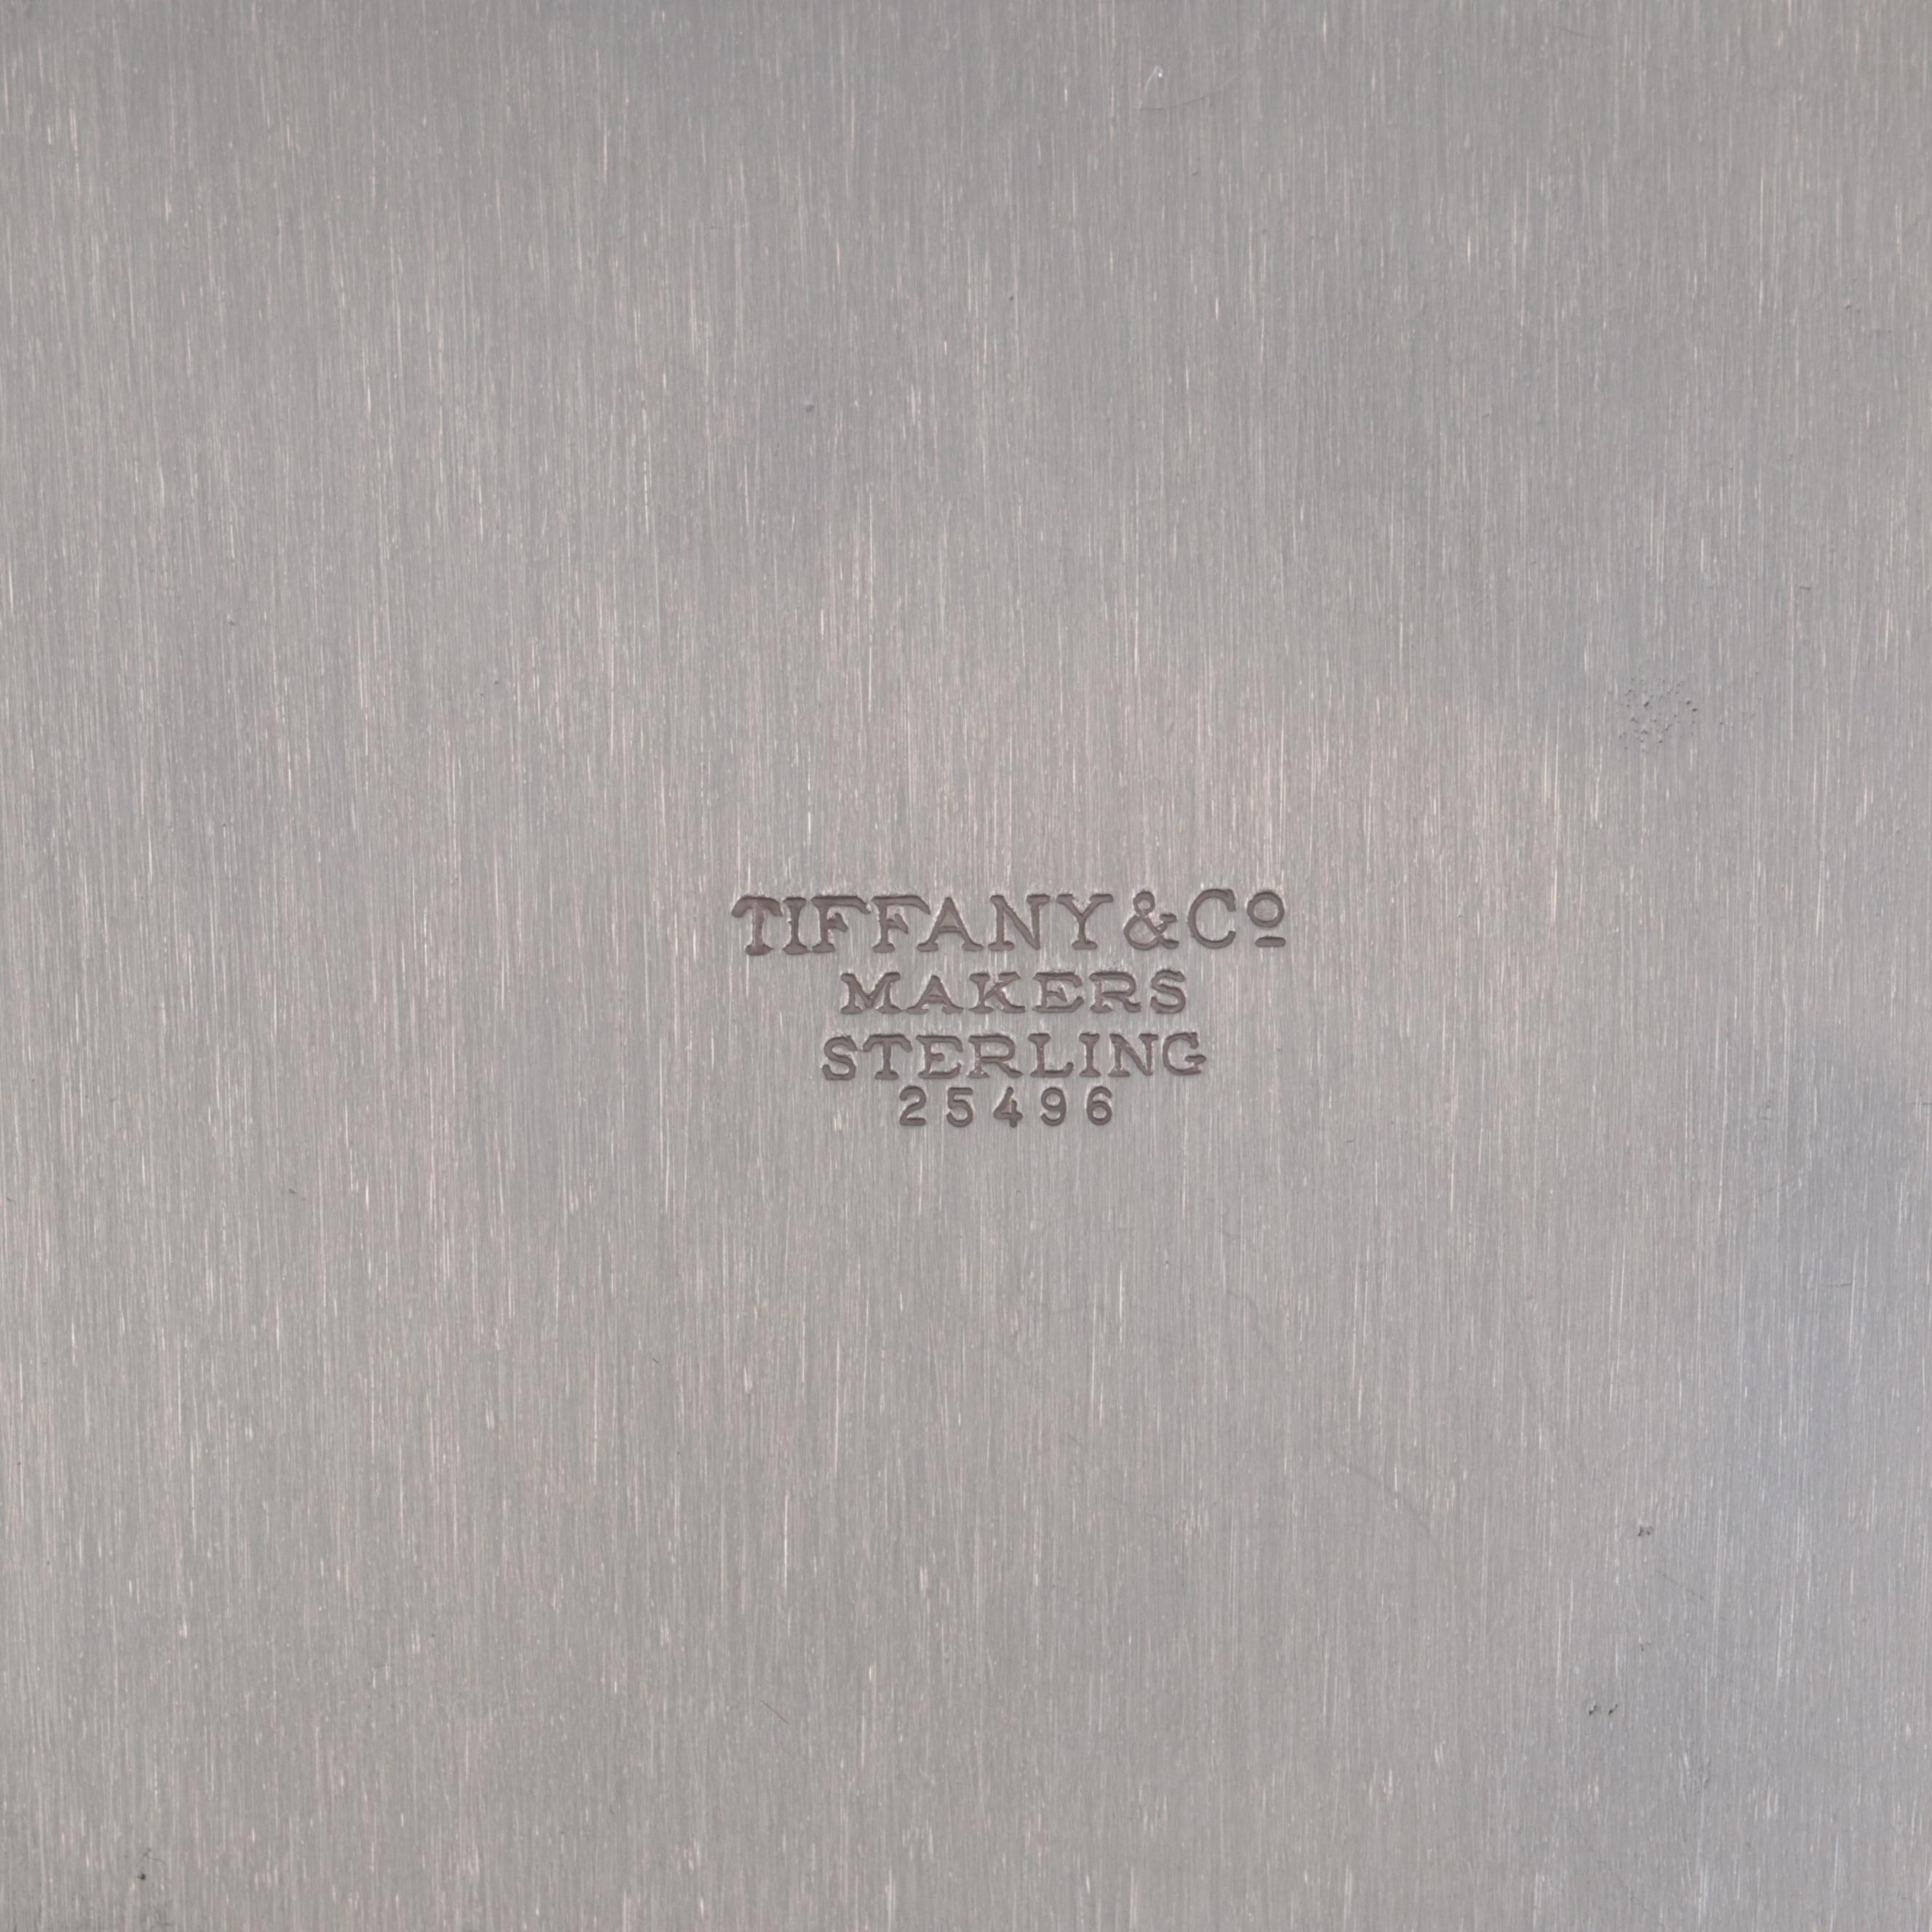 TIFFANY & Cº
MAKERS
STERLING
25496